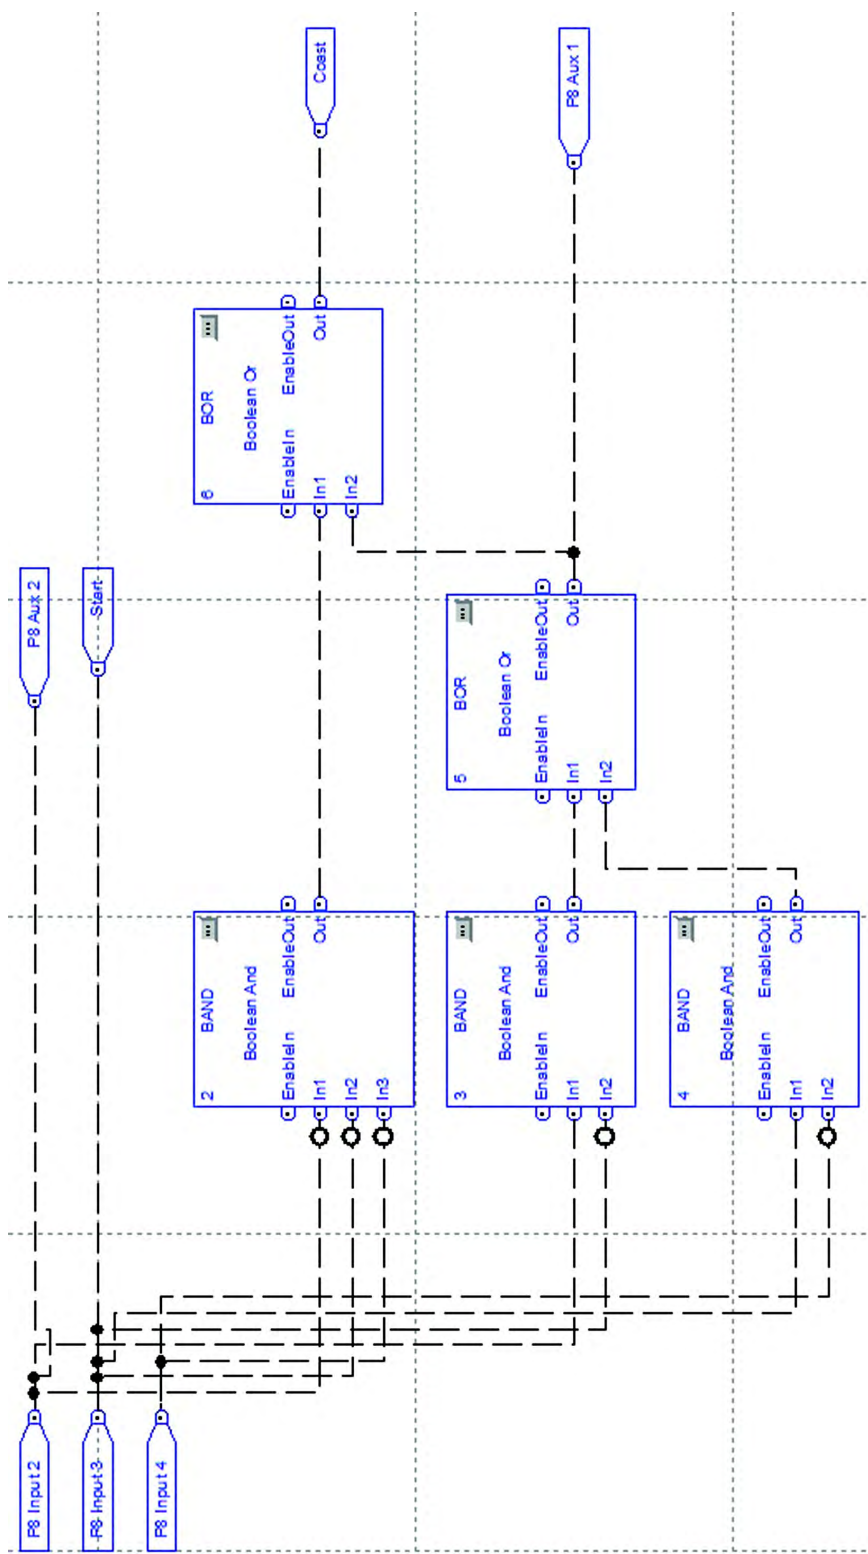 P8 Input 2
P8 Aux 2
P8 Input 3
Start
P8 Input 4
2
BAND
...
Boolean And
EnableIn
EnableOut
In1
Out
In2
In3
6
BOR
...
Boolean Or
EnableIn
EnableOut
In1
Out
In2
Coast
3
BAND
...
Boolean And
EnableIn
EnableOut
In1
Out
In2
5
BOR
...
Boolean Or
EnableIn
EnableOut
In1
Out
In2
P8 Aux 1
4
BAND
...
Boolean And
EnableIn
EnableOut
In1
Out
In2